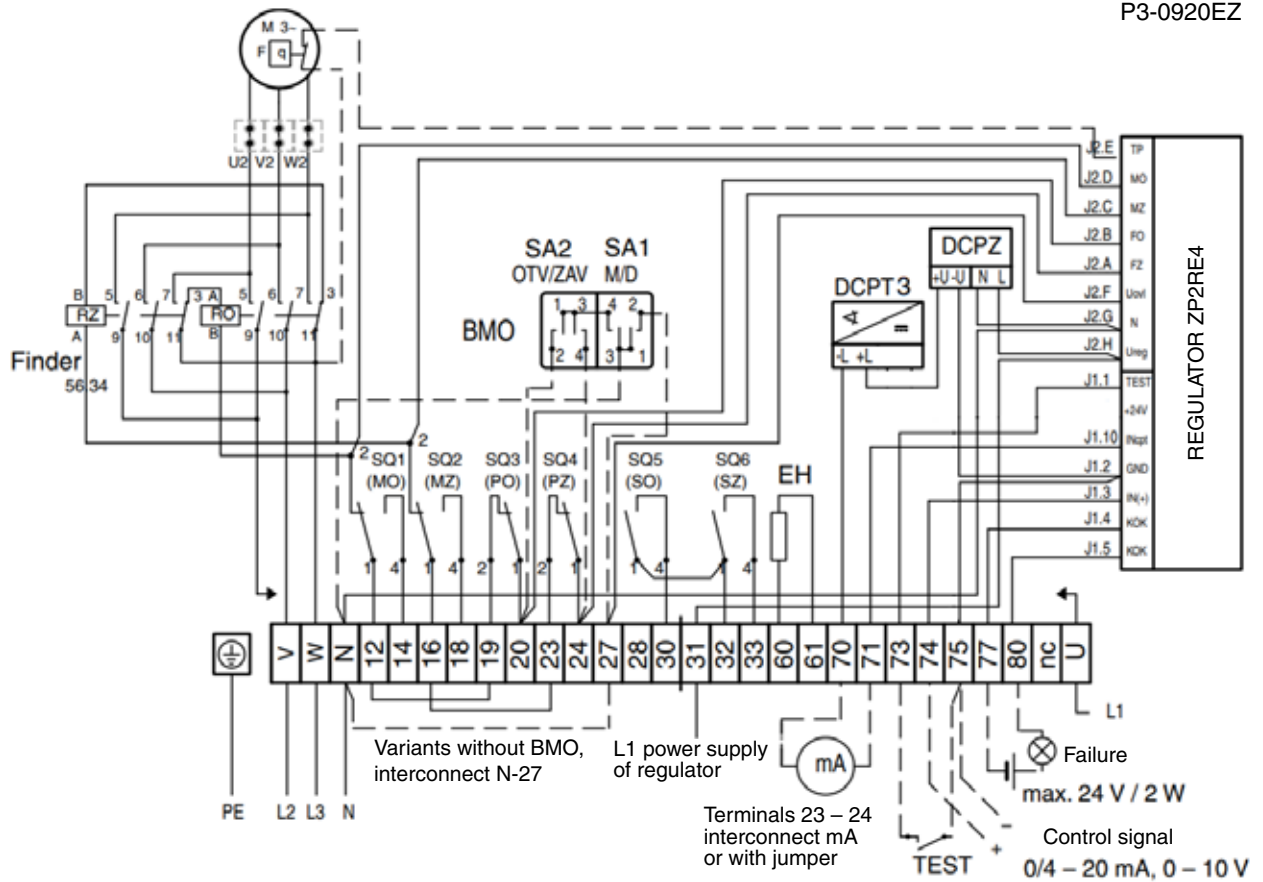 P3-0920EZ
M 3~
F q
U2 V2 W2
J2.E TP
J2.D MO
J2.C MZ
J2.B FO
J2.A FZ
J2.F Uovl
J2.G N
J2.H Ureg
J1.1 TEST
+24V
J1.10 INcpt
J1.2 GND
J1.3 IN(+)
J1.4 KOK
J1.5 KOK
REGULATOR ZP2RE4
SA2 SA1
OTV/ZAV M/D
1 3 4 2
2 4 3 1
BMO
DCPZ
+U -U N L
DCPT3
-L +L
B 5 6 7 3 A 5 6 7 3
RZ RO
A 9 10 11 B 9 10 11
Finder
56.34
2
2
SQ1 SQ2 SQ3 SQ4 SQ5 SQ6 EH
(MO) (MZ) (PO) (PZ) (SO) (SZ)
1 4 1 4 2 1 2 1 1 4 1 4
V W N 12 14 16 18 19 20 23 24 27 28 30 31 32 33 60 61 70 71 73 74 75 77 80 nc U
L1
PE L2 L3 N
Variants without BMO,
interconnect N-27
L1 power supply
of regulator
mA
Terminals 23 – 24
interconnect mA
or with jumper
TEST
Failure
max. 24 V / 2 W
– +
Control signal
0/4 – 20 mA, 0 – 10 V